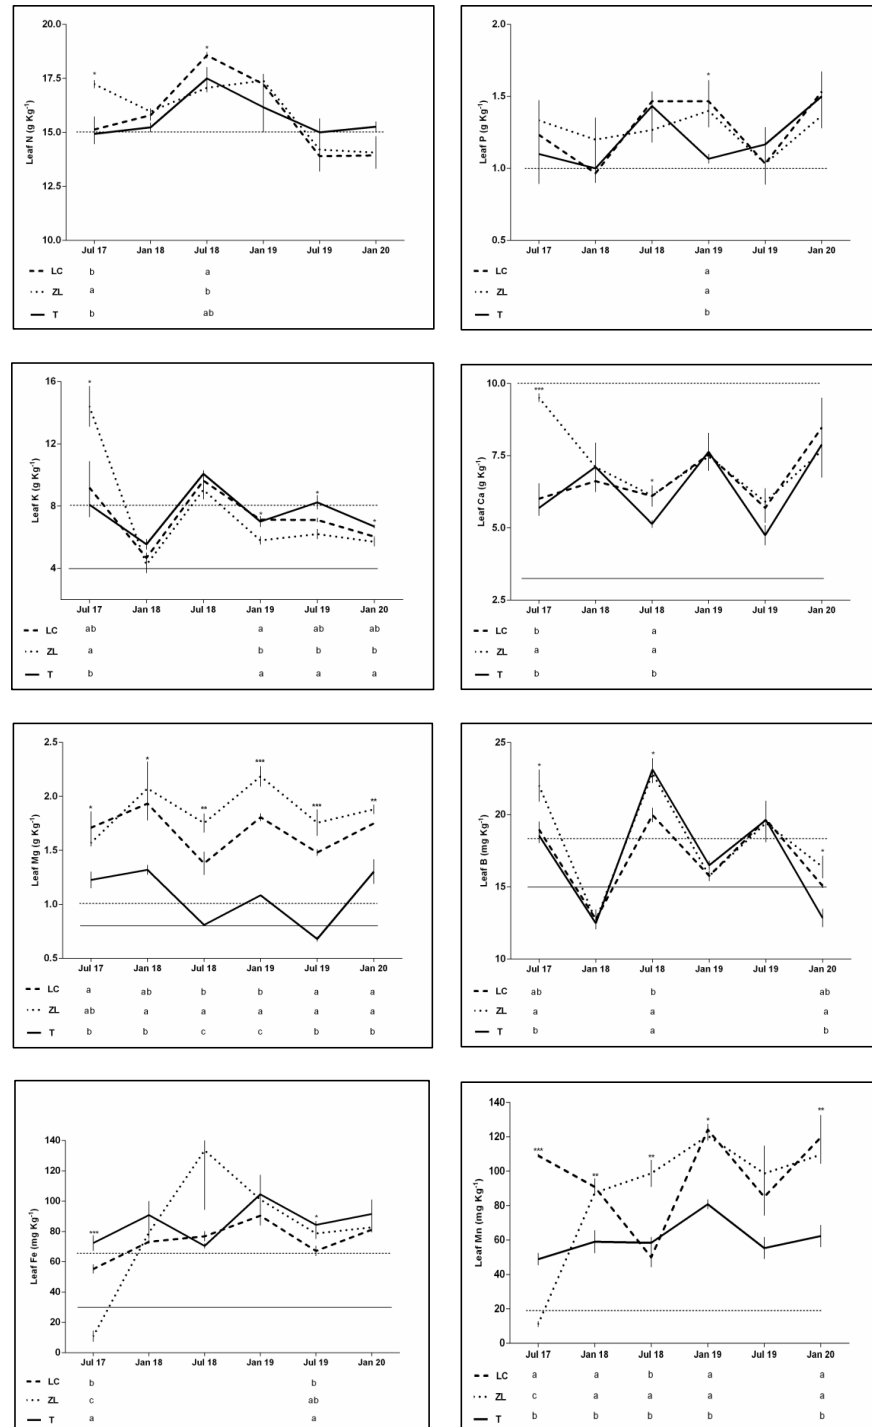 Leaf N (g Kg⁻¹)
20.0
17.5
15.0
12.5
10.0
* *
Jul 17 Jan 18 Jul 18 Jan 19 Jul 19 Jan 20
LC b a
ZL a b
T b ab
Leaf P (g Kg⁻¹)
2.0
1.5
1.0
0.5
*
Jul 17 Jan 18 Jul 18 Jan 19 Jul 19 Jan 20
LC a
ZL a
T b
Leaf K (g Kg⁻¹)
16
12
8
4
* * * *
Jul 17 Jan 18 Jul 18 Jan 19 Jul 19 Jan 20
LC ab a ab ab
ZL a b b b
T b a a a
Leaf Ca (g Kg⁻¹)
10.0
7.5
5.0
2.5
*** *
Jul 17 Jan 18 Jul 18 Jan 19 Jul 19 Jan 20
LC b a
ZL a a
T b b
Leaf Mg (g Kg⁻¹)
2.5
2.0
1.5
1.0
0.5
* * ** *** *** **
Jul 17 Jan 18 Jul 18 Jan 19 Jul 19 Jan 20
LC a ab b b a a
ZL ab a a a a a
T b b c c b b
Leaf B (mg Kg⁻¹)
25
20
15
10
* * *
Jul 17 Jan 18 Jul 18 Jan 19 Jul 19 Jan 20
LC ab b ab
ZL a a a
T b a b
Leaf Fe (mg Kg⁻¹)
140
120
100
80
60
40
20
0
*** *
Jul 17 Jan 18 Jul 18 Jan 19 Jul 19 Jan 20
LC b b
ZL c ab
T a a
Leaf Mn (mg Kg⁻¹)
140
120
100
80
60
40
20
0
*** ** ** * **
Jul 17 Jan 18 Jul 18 Jan 19 Jul 19 Jan 20
LC a a b a a
ZL c a a a a
T b b b b b